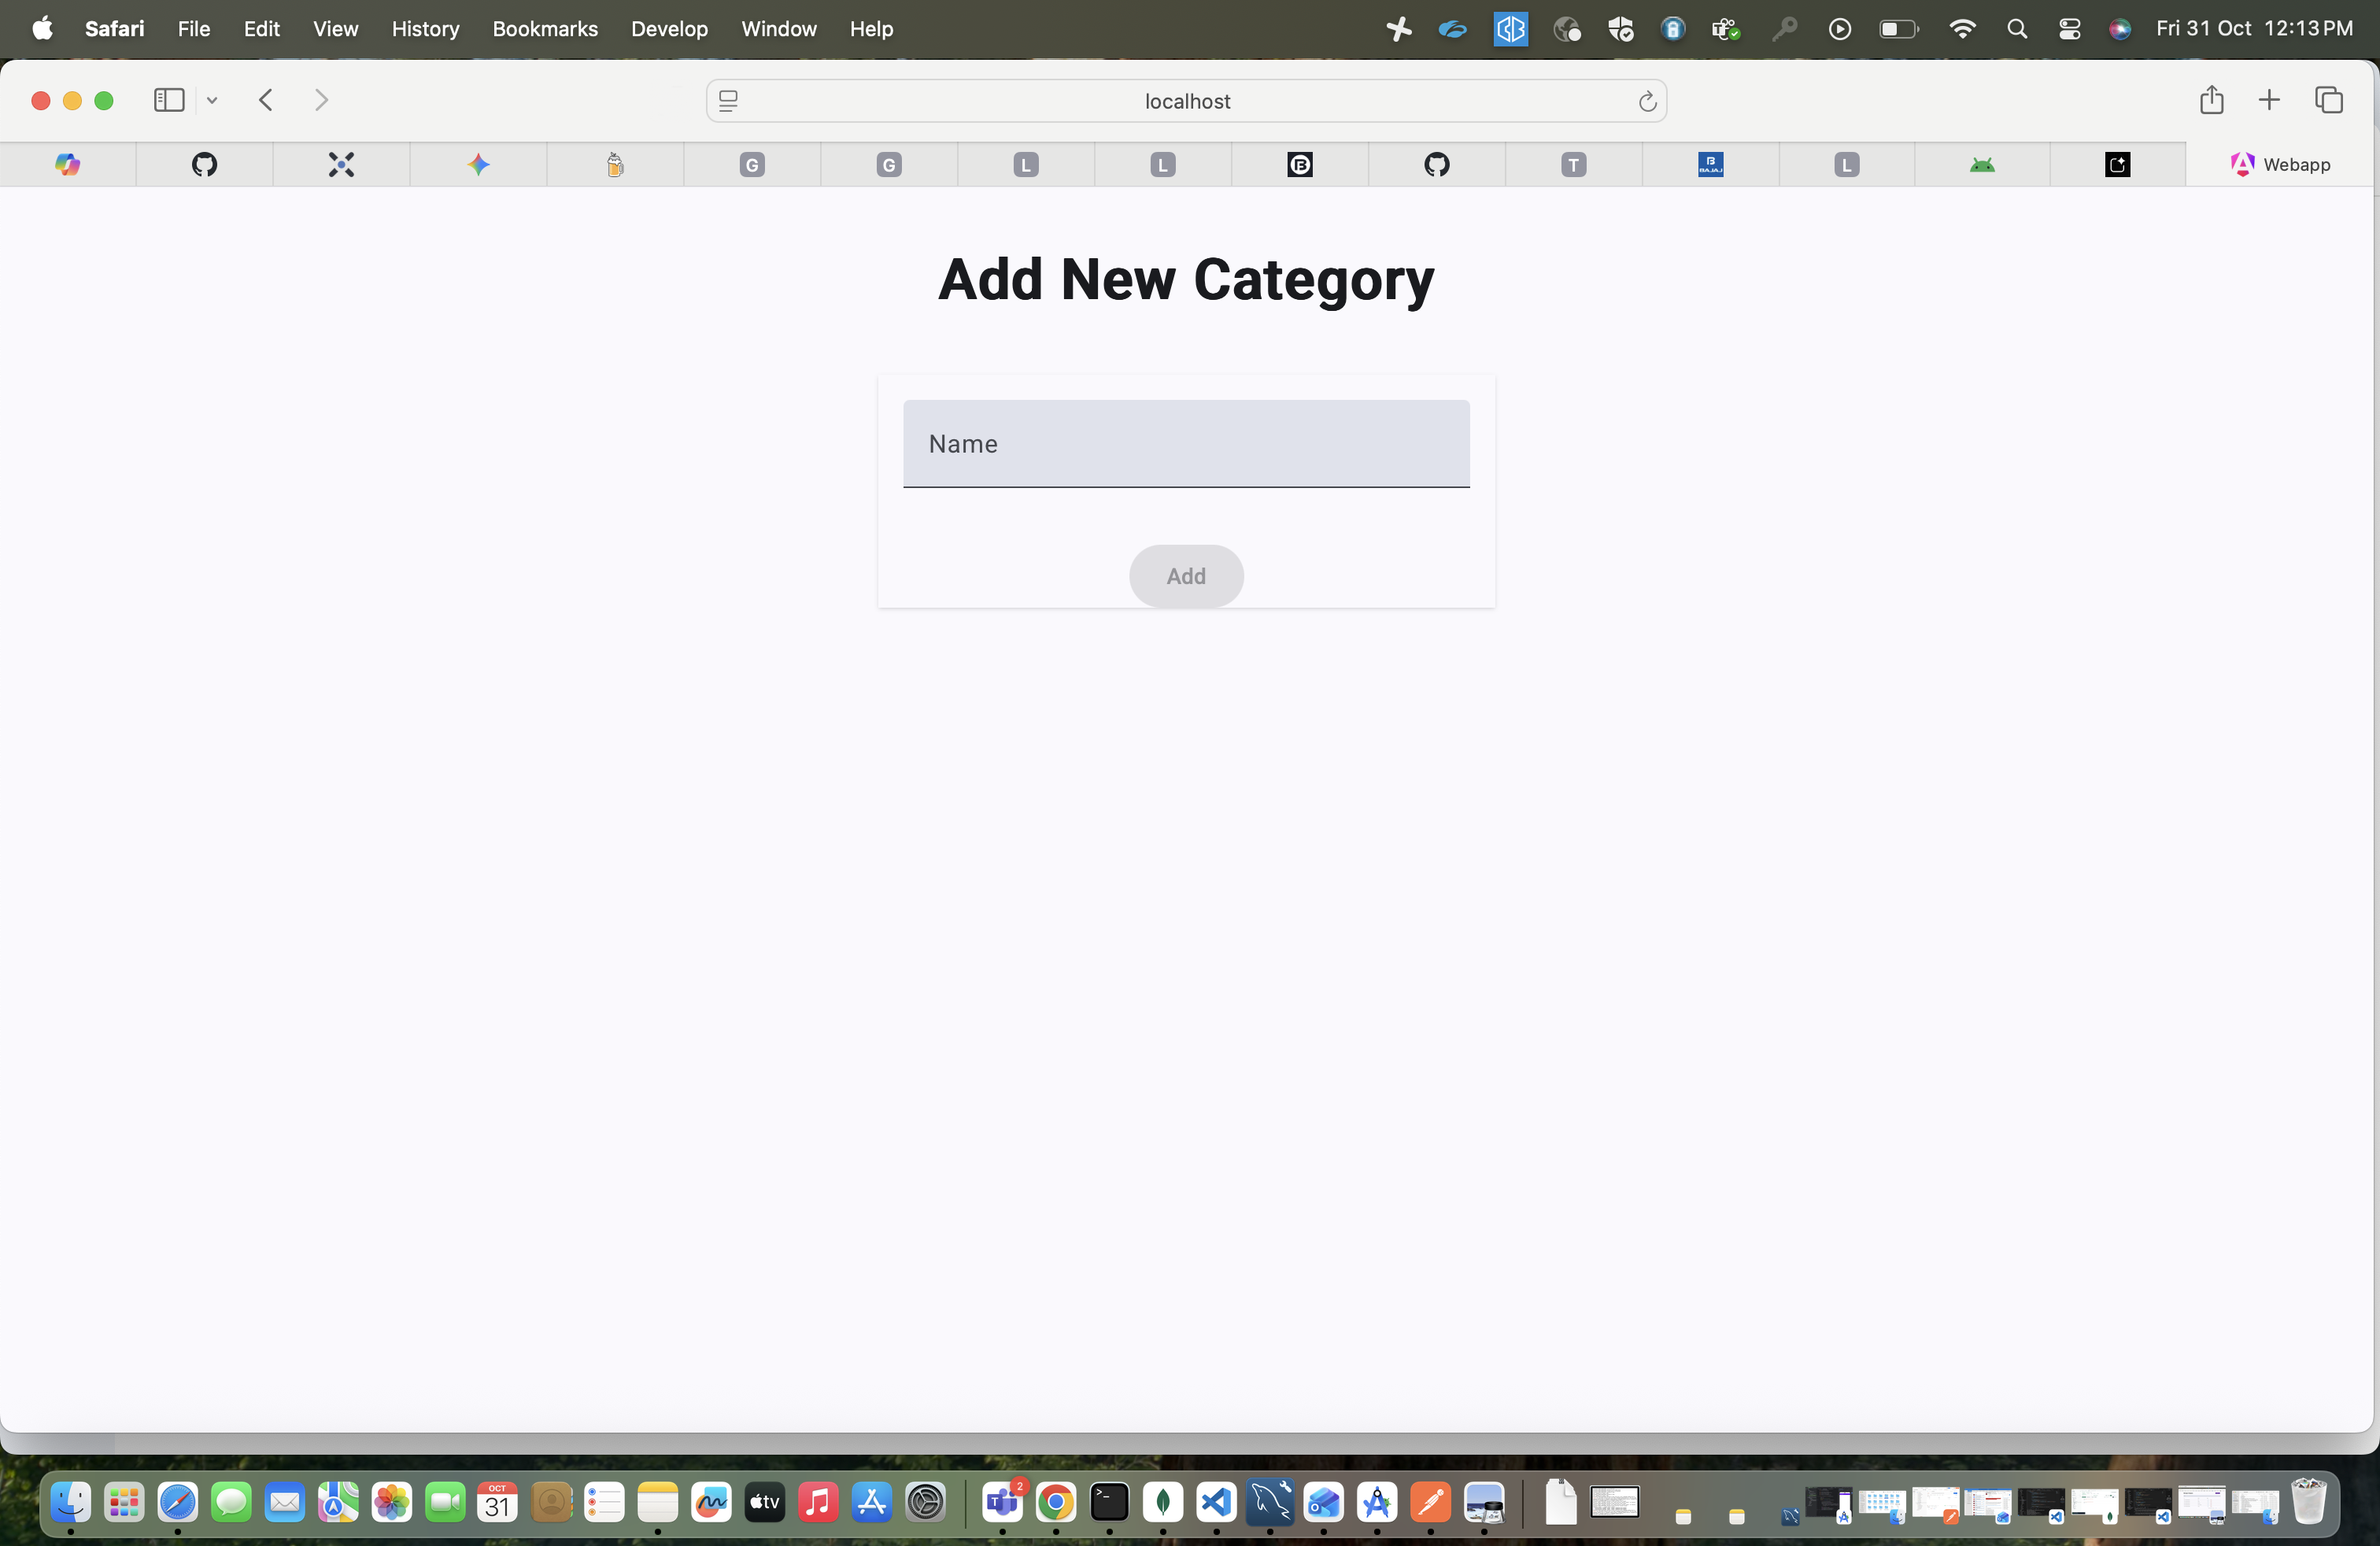 Safari File Edit View History Bookmarks Develop Window Help Fri 31 Oct 12:13 PM
localhost
G G L L B T BAJAJ L Webapp
Add New Category
Name
Add
OCT
31
tv
2
T